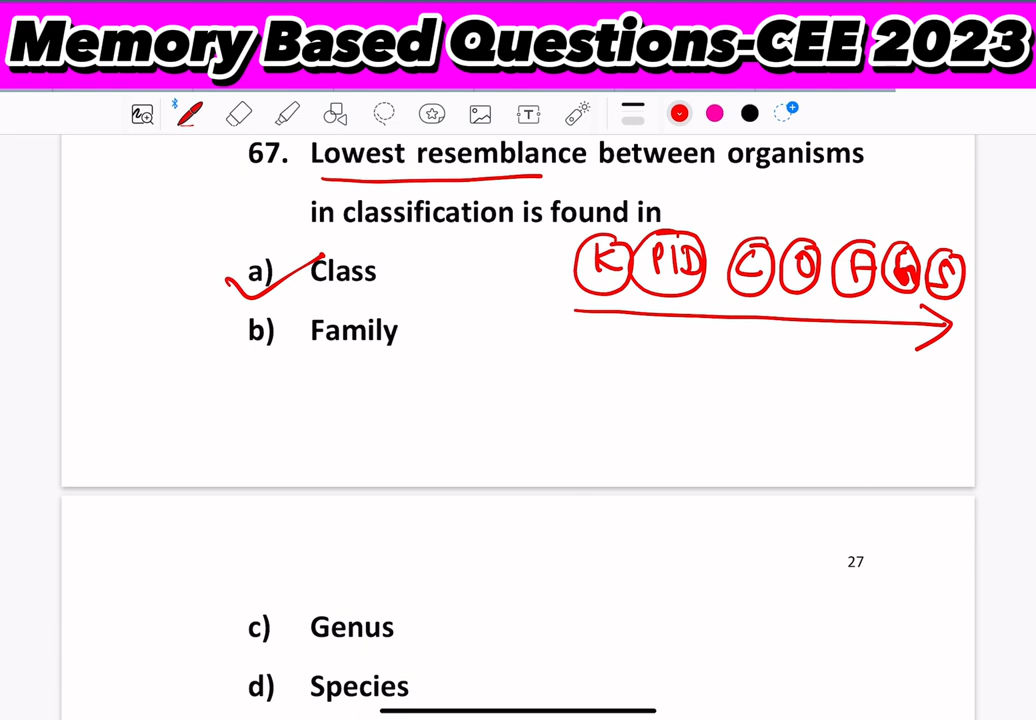 Memory Based Questions-CEE 2023
67. Lowest resemblance between organisms
in classification is found in
K P/D C O F G S
a) Class
b) Family
27
c) Genus
d) Species